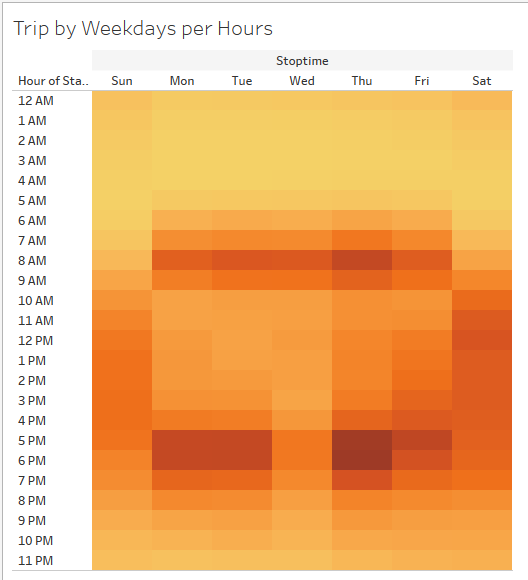 Trip by Weekdays per Hours
Stoptime
Hour of Sta.. Sun Mon Tue Wed Thu Fri Sat
12 AM
1 AM
2 AM
3 AM
4 AM
5 AM
6 AM
7 AM
8 AM
9 AM
10 AM
11 AM
12 PM
1 PM
2 PM
3 PM
4 PM
5 PM
6 PM
7 PM
8 PM
9 PM
10 PM
11 PM